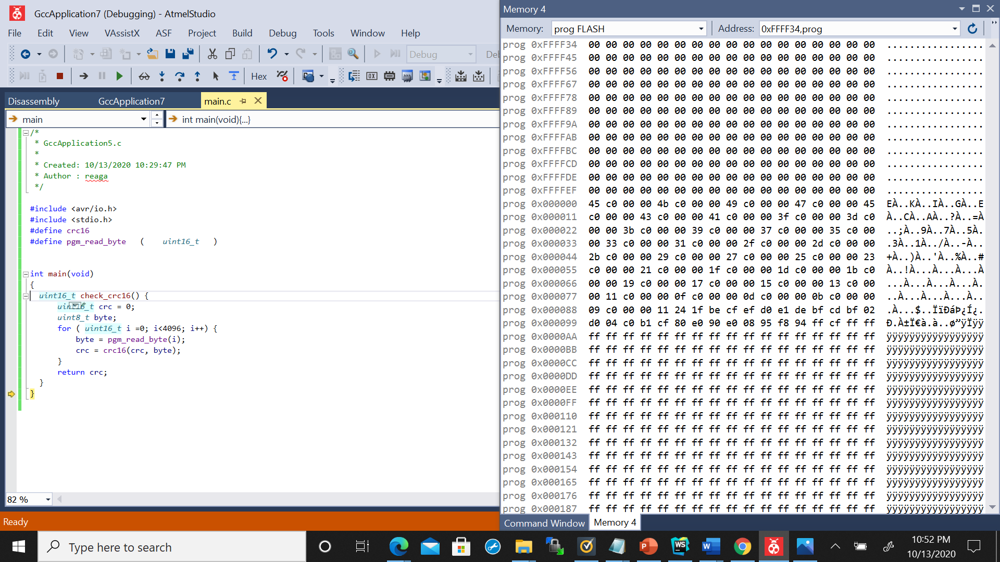 GccApplication7 (Debugging) - AtmelStudio
File Edit View VAssistX ASF Project Build Debug Tools Window Help
Debug
Hex
Disassembly GccApplication7 main.c
main int main(void){...}
/*
* GccApplication5.c
*
* Created: 10/13/2020 10:29:47 PM
* Author : reaga
*/
#include <avr/io.h>
#include <stdio.h>
#define crc16
#define pgm_read_byte ( uint16_t )
int main(void)
{
uint16_t check_crc16() {
uint16_t crc = 0;
uint8_t byte;
for ( uint16_t i =0; i<4096; i++) {
byte = pgm_read_byte(i);
crc = crc16(crc, byte);
}
return crc;
}
}
82 %
Ready
Memory 4
Memory: prog FLASH Address: 0xFFFF34,prog
prog 0xFFFF34 00 00 00 00 00 00 00 00 00 00 00 00 00 00 00 00 00 .................
prog 0xFFFF45 00 00 00 00 00 00 00 00 00 00 00 00 00 00 00 00 00 .................
prog 0xFFFF56 00 00 00 00 00 00 00 00 00 00 00 00 00 00 00 00 00 .................
prog 0xFFFF67 00 00 00 00 00 00 00 00 00 00 00 00 00 00 00 00 00 .................
prog 0xFFFF78 00 00 00 00 00 00 00 00 00 00 00 00 00 00 00 00 00 .................
prog 0xFFFF89 00 00 00 00 00 00 00 00 00 00 00 00 00 00 00 00 00 .................
prog 0xFFFF9A 00 00 00 00 00 00 00 00 00 00 00 00 00 00 00 00 00 .................
prog 0xFFFFAB 00 00 00 00 00 00 00 00 00 00 00 00 00 00 00 00 00 .................
prog 0xFFFFBC 00 00 00 00 00 00 00 00 00 00 00 00 00 00 00 00 00 .................
prog 0xFFFFCD 00 00 00 00 00 00 00 00 00 00 00 00 00 00 00 00 00 .................
prog 0xFFFFDE 00 00 00 00 00 00 00 00 00 00 00 00 00 00 00 00 00 .................
prog 0xFFFFEF 00 00 00 00 00 00 00 00 00 00 00 00 00 00 00 00 00 .................
prog 0x000000 45 c0 00 00 4b c0 00 00 49 c0 00 00 47 c0 00 00 45 EÀ..KÀ..IÀ..GÀ..E
prog 0x000011 c0 00 00 43 c0 00 00 41 c0 00 00 3f c0 00 00 3d c0 À..CÀ..AÀ..?À..=À
prog 0x000022 00 00 3b c0 00 00 39 c0 00 00 37 c0 00 00 35 c0 00 ..;À..9À..7À..5À.
prog 0x000033 00 33 c0 00 00 31 c0 00 00 2f c0 00 00 2d c0 00 00 .3À..1À../À..-À..
prog 0x000044 2b c0 00 00 29 c0 00 00 27 c0 00 00 25 c0 00 00 23 +À..)À..'À..%À..#
prog 0x000055 c0 00 00 21 c0 00 00 1f c0 00 00 1d c0 00 00 1b c0 À..!À...À...À...À
prog 0x000066 00 00 19 c0 00 00 17 c0 00 00 15 c0 00 00 13 c0 00 ...À...À...À...À.
prog 0x000077 00 11 c0 00 00 0f c0 00 00 0d c0 00 00 0b c0 00 00 ..À...À...À...À..
prog 0x000088 09 c0 00 00 11 24 1f be cf ef d0 e1 de bf cd bf 02 .À...$..ÏïÐáÞ¿Í¿.
prog 0x000099 d0 04 c0 b1 cf 80 e0 90 e0 08 95 f8 94 ff cf ff ff Ð.À±Ï€à.à..ø”ÿÏÿÿ
prog 0x0000AA ff ff ff ff ff ff ff ff ff ff ff ff ff ff ff ff ff ÿÿÿÿÿÿÿÿÿÿÿÿÿÿÿÿÿ
prog 0x0000BB ff ff ff ff ff ff ff ff ff ff ff ff ff ff ff ff ff ÿÿÿÿÿÿÿÿÿÿÿÿÿÿÿÿÿ
prog 0x0000CC ff ff ff ff ff ff ff ff ff ff ff ff ff ff ff ff ff ÿÿÿÿÿÿÿÿÿÿÿÿÿÿÿÿÿ
prog 0x0000DD ff ff ff ff ff ff ff ff ff ff ff ff ff ff ff ff ff ÿÿÿÿÿÿÿÿÿÿÿÿÿÿÿÿÿ
prog 0x0000EE ff ff ff ff ff ff ff ff ff ff ff ff ff ff ff ff ff ÿÿÿÿÿÿÿÿÿÿÿÿÿÿÿÿÿ
prog 0x0000FF ff ff ff ff ff ff ff ff ff ff ff ff ff ff ff ff ff ÿÿÿÿÿÿÿÿÿÿÿÿÿÿÿÿÿ
prog 0x000110 ff ff ff ff ff ff ff ff ff ff ff ff ff ff ff ff ff ÿÿÿÿÿÿÿÿÿÿÿÿÿÿÿÿÿ
prog 0x000121 ff ff ff ff ff ff ff ff ff ff ff ff ff ff ff ff ff ÿÿÿÿÿÿÿÿÿÿÿÿÿÿÿÿÿ
prog 0x000132 ff ff ff ff ff ff ff ff ff ff ff ff ff ff ff ff ff ÿÿÿÿÿÿÿÿÿÿÿÿÿÿÿÿÿ
prog 0x000143 ff ff ff ff ff ff ff ff ff ff ff ff ff ff ff ff ff ÿÿÿÿÿÿÿÿÿÿÿÿÿÿÿÿÿ
prog 0x000154 ff ff ff ff ff ff ff ff ff ff ff ff ff ff ff ff ff ÿÿÿÿÿÿÿÿÿÿÿÿÿÿÿÿÿ
prog 0x000165 ff ff ff ff ff ff ff ff ff ff ff ff ff ff ff ff ff ÿÿÿÿÿÿÿÿÿÿÿÿÿÿÿÿÿ
prog 0x000176 ff ff ff ff ff ff ff ff ff ff ff ff ff ff ff ff ff ÿÿÿÿÿÿÿÿÿÿÿÿÿÿÿÿÿ
prog 0x000187 ff ff ff ff ff ff ff ff ff ff ff ff ff ff ff ff ff ÿÿÿÿÿÿÿÿÿÿÿÿÿÿÿÿÿ
Command Window Memory 4
Type here to search
10:52 PM
10/13/2020